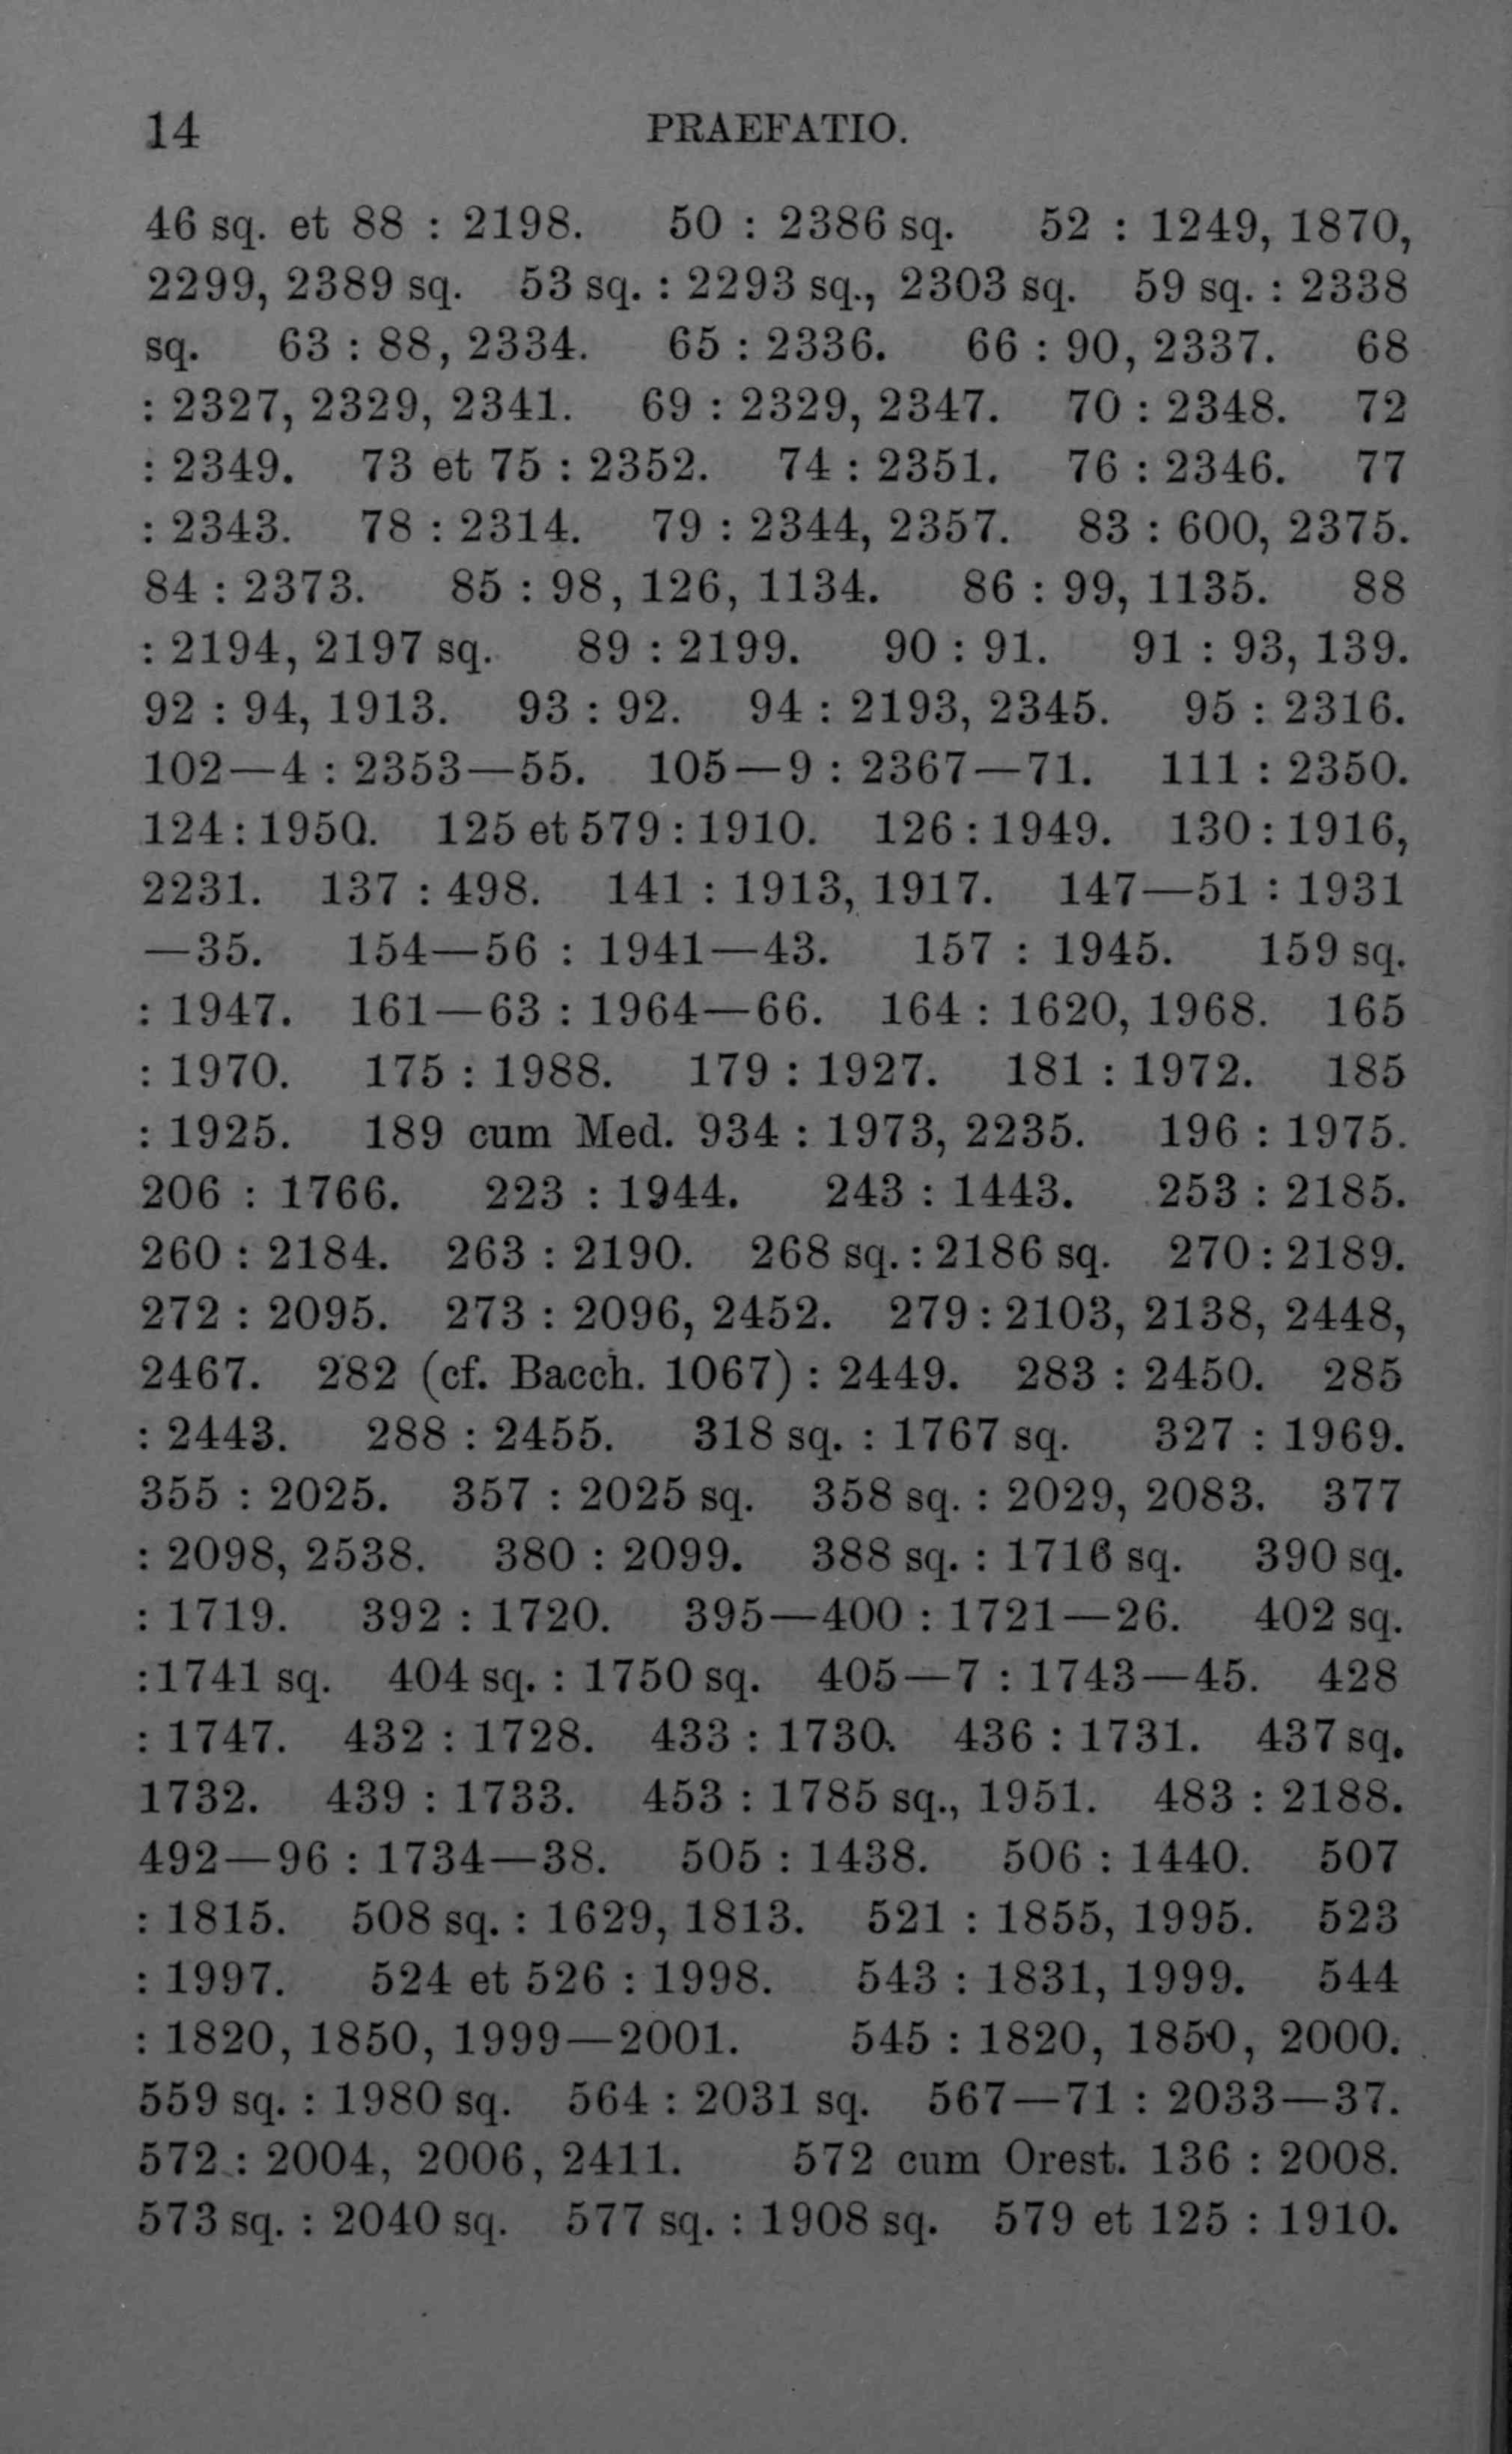 14 PRAEFATIO.
46 sq. et 88 : 2198. 50 : 2386 sq. 52 : 1249, 1870,
2299, 2389 sq. 53 sq. : 2293 sq., 2303 sq. 59 sq. : 2338
sq. 63 : 88, 2334. 65 : 2336. 66 : 90, 2337. 68
: 2327, 2329, 2341. 69 : 2329, 2347. 70 : 2348. 72
: 2349. 73 et 75 : 2352. 74 : 2351. 76 : 2346. 77
: 2343. 78 : 2314. 79 : 2344, 2357. 83 : 600, 2375.
84 : 2373. 85 : 98, 126, 1134. 86 : 99, 1135. 88
: 2194, 2197 sq. 89 : 2199. 90 : 91. 91 : 93, 139.
92 : 94, 1913. 93 : 92. 94 : 2193, 2345. 95 : 2316.
102—4 : 2353—55. 105—9 : 2367—71. 111 : 2350.
124 : 1950. 125 et 579 : 1910. 126 : 1949. 130 : 1916,
2231. 137 : 498. 141 : 1913, 1917. 147—51 : 1931
—35. 154—56 : 1941—43. 157 : 1945. 159 sq.
: 1947. 161—63 : 1964—66. 164 : 1620, 1968. 165
: 1970. 175 : 1988. 179 : 1927. 181 : 1972. 185
: 1925. 189 cum Med. 934 : 1973, 2235. 196 : 1975.
206 : 1766. 223 : 1944. 243 : 1443. 253 : 2185.
260 : 2184. 263 : 2190. 268 sq. : 2186 sq. 270 : 2189.
272 : 2095. 273 : 2096, 2452. 279 : 2103, 2138, 2448,
2467. 282 (cf. Bacch. 1067) : 2449. 283 : 2450. 285
: 2443. 288 : 2455. 318 sq. : 1767 sq. 327 : 1969.
355 : 2025. 357 : 2025 sq. 358 sq. : 2029, 2083. 377
: 2098, 2538. 380 : 2099. 388 sq. : 1716 sq. 390 sq.
: 1719. 392 : 1720. 395—400 : 1721—26. 402 sq.
: 1741 sq. 404 sq. : 1750 sq. 405—7 : 1743—45. 428
: 1747. 432 : 1728. 433 : 1730. 436 : 1731. 437 sq.
1732. 439 : 1733. 453 : 1785 sq., 1951. 483 : 2188.
492—96 : 1734—38. 505 : 1438. 506 : 1440. 507
: 1815. 508 sq. : 1629, 1813. 521 : 1855, 1995. 523
: 1997. 524 et 526 : 1998. 543 : 1831, 1999. 544
: 1820, 1850, 1999—2001. 545 : 1820, 1850, 2000.
559 sq. : 1980 sq. 564 : 2031 sq. 567—71 : 2033—37.
572 : 2004, 2006, 2411. 572 cum Orest. 136 : 2008.
573 sq. : 2040 sq. 577 sq. : 1908 sq. 579 et 125 : 1910.